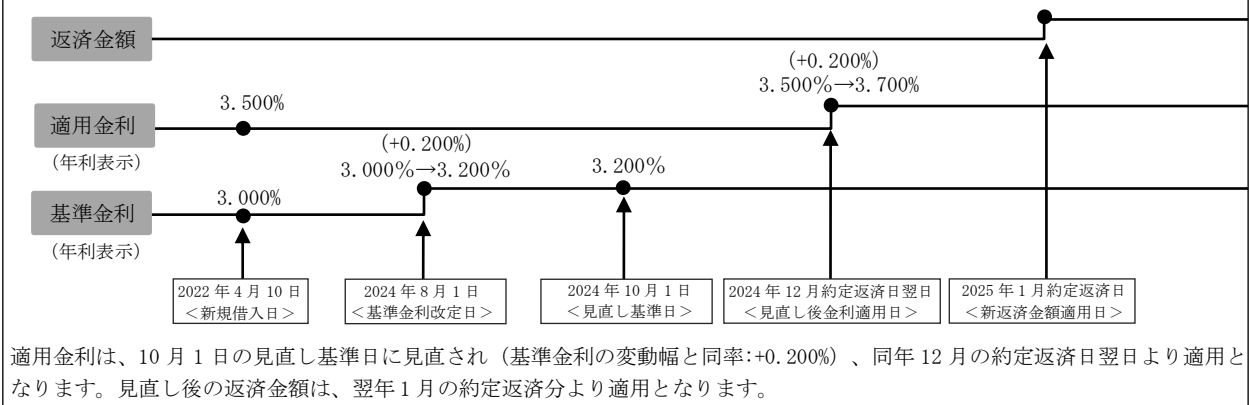 返済金額
(+0.200%)
3.500%→3.700%
3.500%
適用金利
(年利表示)
(+0.200%)
3.000%→3.200%
3.200%
3.000%
基準金利
(年利表示)
2022年4月10日
＜新規借入日＞
2024年8月1日
＜基準金利改定日＞
2024年10月1日
＜見直し基準日＞
2024年12月約定返済日翌日
＜見直し後金利適用日＞
2025年1月約定返済日
＜新返済金額適用日＞
適用金利は、10月1日の見直し基準日に見直され（基準金利の変動幅と同率:+0.200%）、同年12月の約定返済日翌日より適用と
なります。見直し後の返済金額は、翌年1月の約定返済分より適用となります。